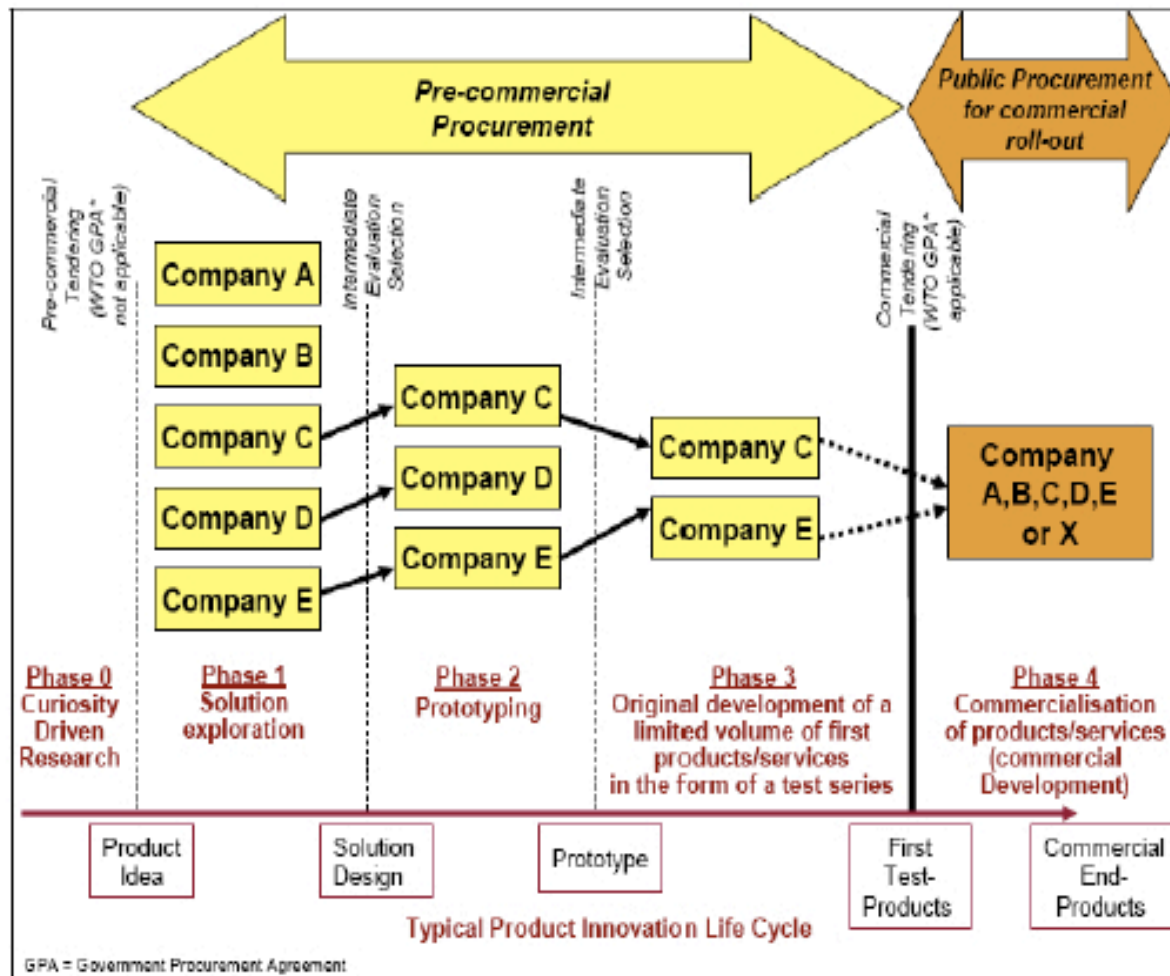 Pre-commercial
Procurement
Public Procurement
for commercial
roll-out
Pre-commercial
Tendering
(WTO GPA*
not applicable)
Intermediate
Evaluation
Selection
Intermediate
Evaluation
Selection
Commercial
Tendering
(WTO GPA*
applicable)
Company A
Company B
Company C
Company D
Company E
Company C
Company D
Company E
Company C
Company E
Company
A,B,C,D,E
or X
Phase 0
Curiosity
Driven
Research
Phase 1
Solution
exploration
Phase 2
Prototyping
Phase 3
Original development of a
limited volume of first
products/services
in the form of a test series
Phase 4
Commercialisation
of products/services
(commercial
Development)
Product
Idea
Solution
Design
Prototype
First
Test-
Products
Commercial
End-
Products
Typical Product Innovation Life Cycle
GPA = Government Procurement Agreement